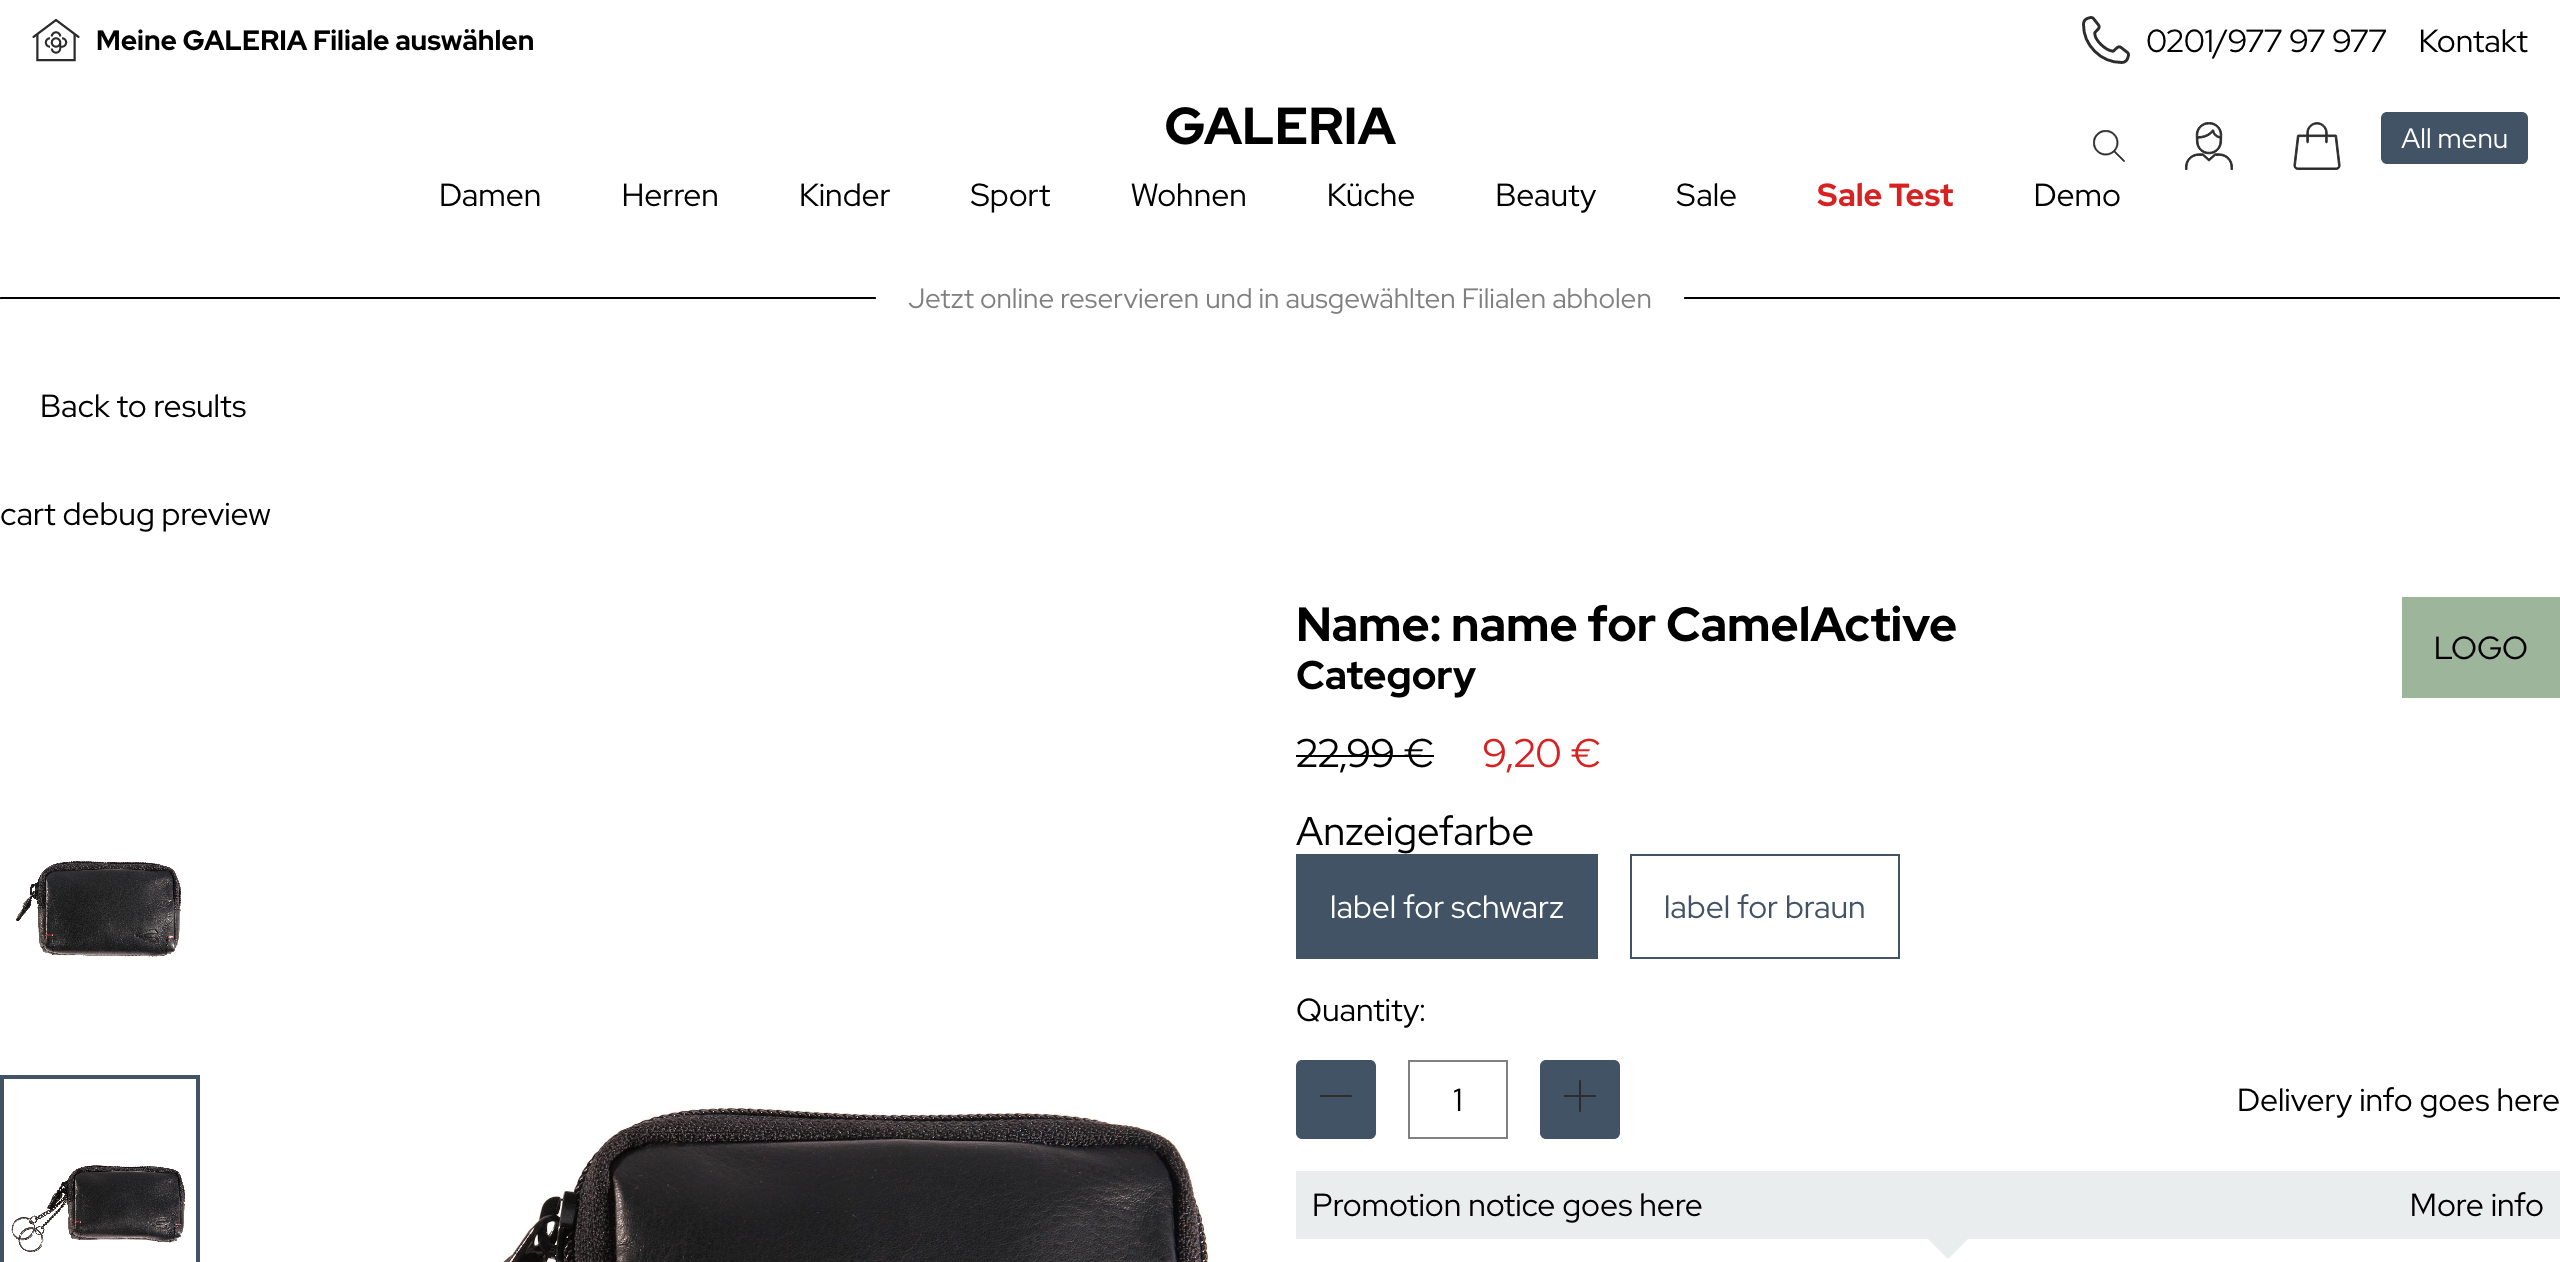 Meine GALERIA Filiale auswählen
0201/977 97 977 Kontakt
GALERIA
All menu
Damen Herren Kinder Sport Wohnen Küche Beauty Sale Sale Test Demo
Jetzt online reservieren und in ausgewählten Filialen abholen
Back to results
cart debug preview
Name: name for CamelActive
LOGO
Category
22,99 € 9,20 €
Anzeigefarbe
label for schwarz label for braun
Quantity:
1
Delivery info goes here
Promotion notice goes here More info